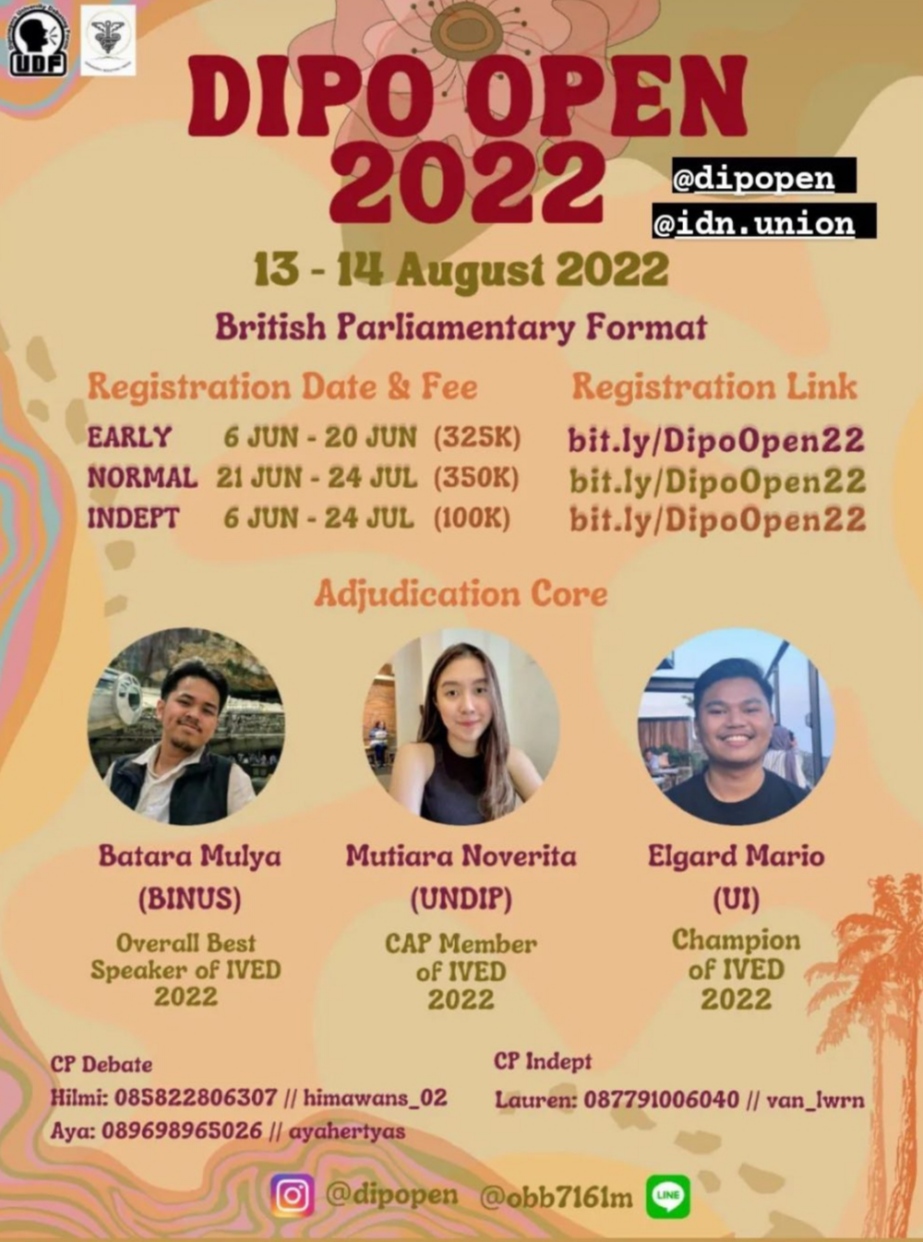 UDF
DIPO OPEN
2022
@dipopen
@idn.union
13 - 14 August 2022
British Parliamentary Format
Registration Date & Fee
EARLY 6 JUN - 20 JUN (325K)
NORMAL 21 JUN - 24 JUL (350K)
INDEPT 6 JUN - 24 JUL (100K)
Registration Link
bit.ly/DipoOpen22
bit.ly/DipoOpen22
bit.ly/DipoOpen22
Adjudication Core
Batara Mulya
(BINUS)
Overall Best
Speaker of IVED
2022
Mutiara Noverita
(UNDIP)
CAP Member
of IVED
2022
Elgard Mario
(UI)
Champion
of IVED
2022
CP Debate
Hilmi: 085822806307 // himawans_02
Aya: 089698965026 // ayahertyas
CP Indept
Lauren: 087791006040 // van_lwrn
@dipopen @obb7161m
LINE